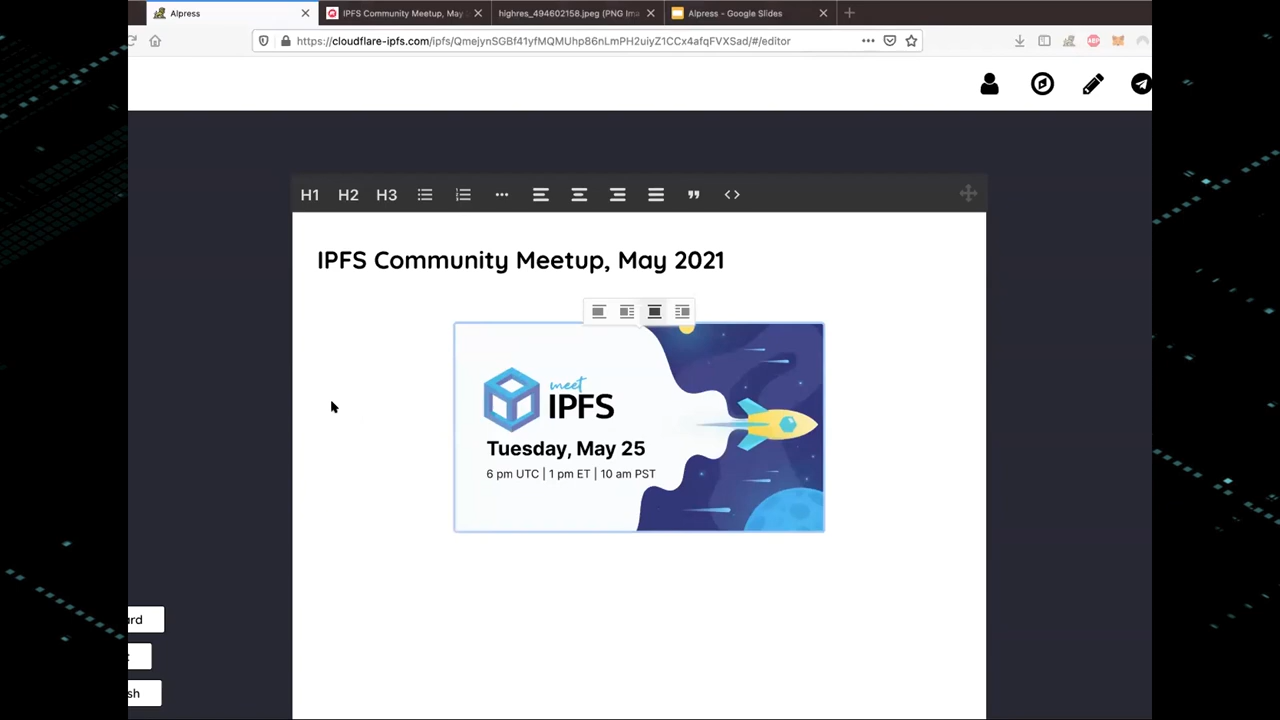 Alpress
IPFS Community Meetup, May
highres_494602158.jpeg (PNG Ima
Alpress - Google Slides
https://cloudflare-ipfs.com/ipfs/QmejynSGBf41yfMQMUhp86nLmPH2uiyZ1CCx4afqFVXSad/#/editor
H1 H2 H3
IPFS Community Meetup, May 2021
meet
IPFS
Tuesday, May 25
6 pm UTC | 1 pm ET | 10 am PST
rd
sh